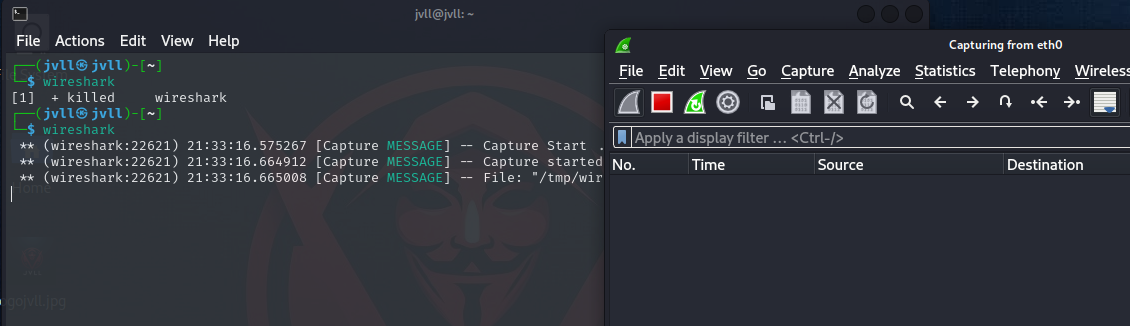 jvll@jvll: ~
File Actions Edit View Help
┌──(jvll㉿jvll)-[~]
└─$ wireshark
[1]  + killed     wireshark
┌──(jvll㉿jvll)-[~]
└─$ wireshark
 ** (wireshark:22621) 21:33:16.575267 [Capture MESSAGE] -- Capture Start .
 ** (wireshark:22621) 21:33:16.664912 [Capture MESSAGE] -- Capture started
 ** (wireshark:22621) 21:33:16.665008 [Capture MESSAGE] -- File: "/tmp/wir
Home
gojvll.jpg
Capturing from eth0
File Edit View Go Capture Analyze Statistics Telephony Wireless
Apply a display filter ... <Ctrl-/>
No. Time Source Destination